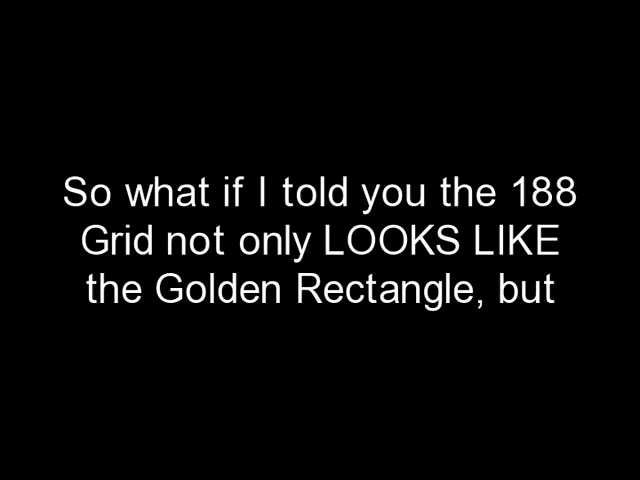 So what if I told you the 188
Grid not only LOOKS LIKE
the Golden Rectangle, but